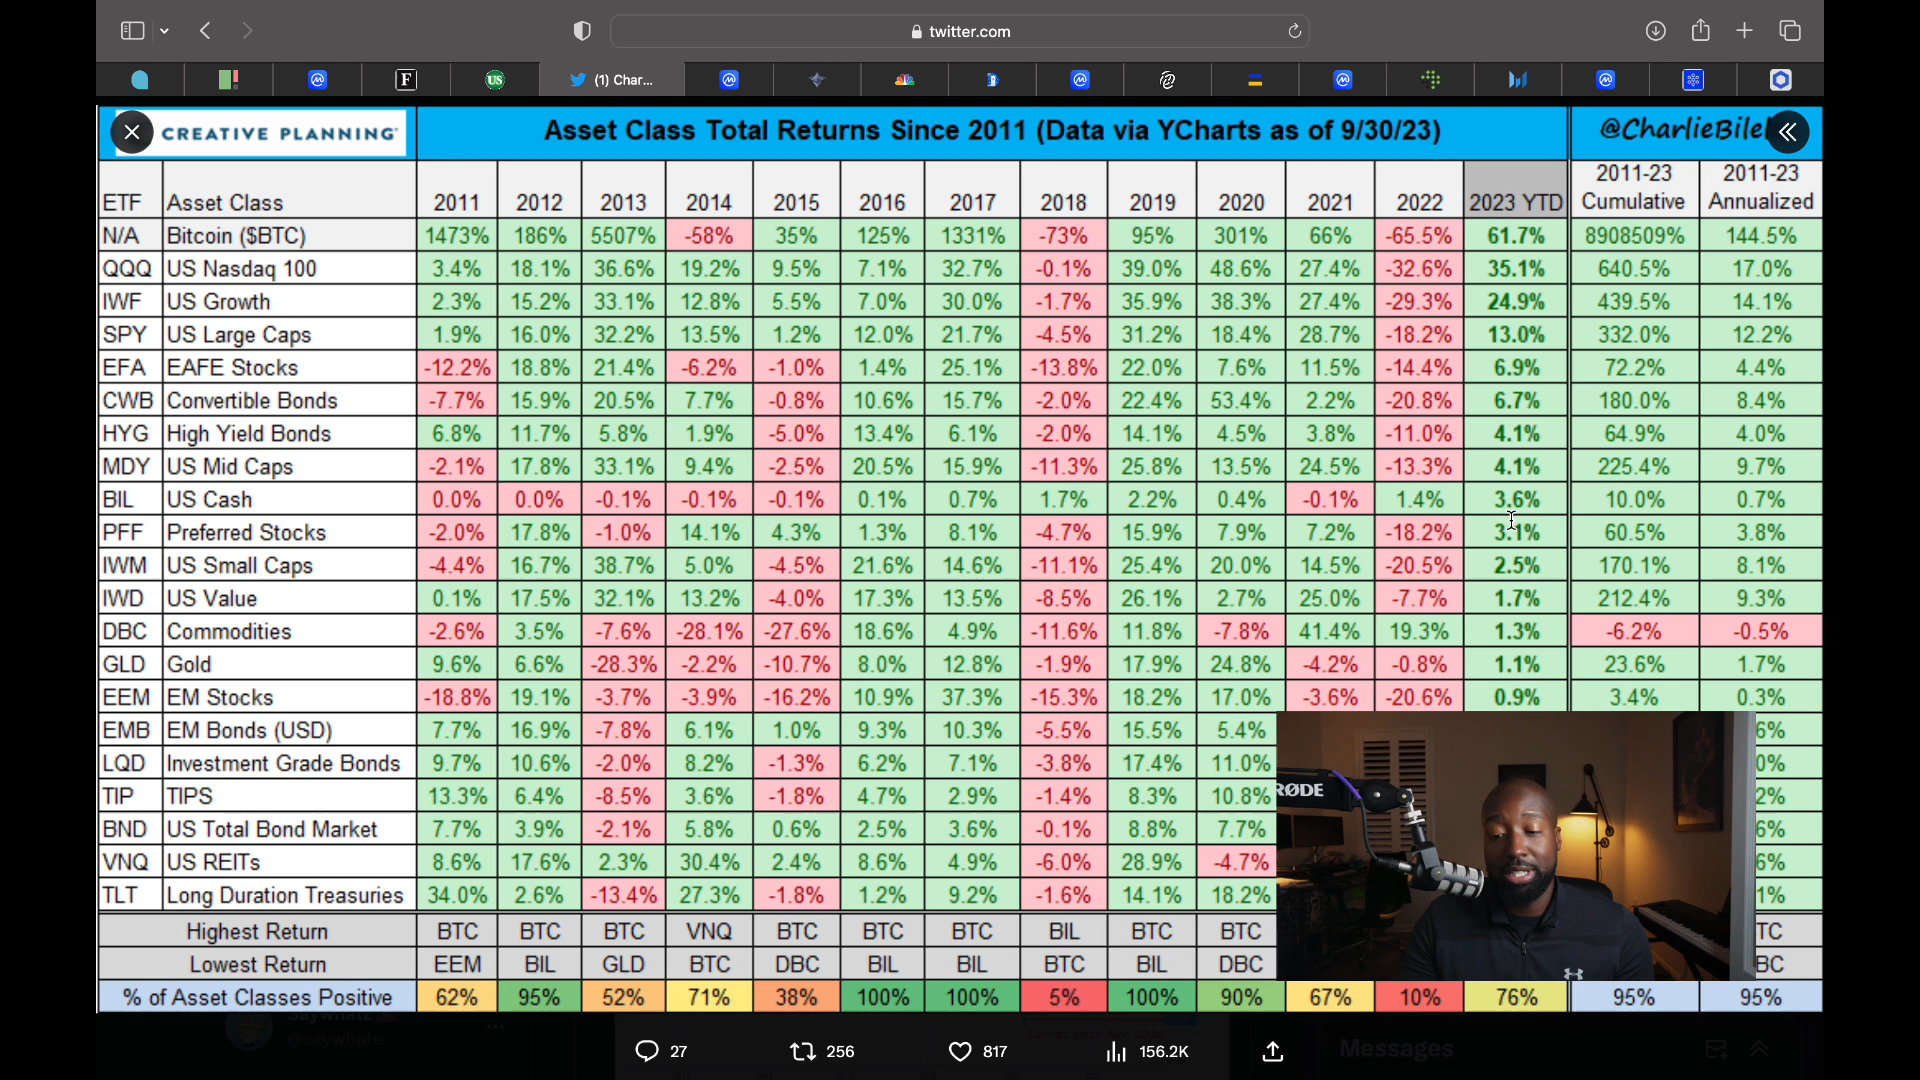 twitter.com
F
US
(1) Char...
CREATIVE PLANNING
Asset Class Total Returns Since 2011 (Data via YCharts as of 9/30/23)
ETF Asset Class 2011 2012 2013 2014 2015 2016 2017 2018 2019 2020 2021 2022 2023 YTD 2011-23 Cumulative 2011-23 Annualized
N/A Bitcoin ($BTC) 1473% 186% 5507% -58% 35% 125% 1331% -73% 95% 301% 66% -65.5% 61.7% 8908509% 144.5%
QQQ US Nasdaq 100 3.4% 18.1% 36.6% 19.2% 9.5% 7.1% 32.7% -0.1% 39.0% 48.6% 27.4% -32.6% 35.1% 640.5% 17.0%
IWF US Growth 2.3% 15.2% 33.1% 12.8% 5.5% 7.0% 30.0% -1.7% 35.9% 38.3% 27.4% -29.3% 24.9% 439.5% 14.1%
SPY US Large Caps 1.9% 16.0% 32.2% 13.5% 1.2% 12.0% 21.7% -4.5% 31.2% 18.4% 28.7% -18.2% 13.0% 332.0% 12.2%
EFA EAFE Stocks -12.2% 18.8% 21.4% -6.2% -1.0% 1.4% 25.1% -13.8% 22.0% 7.6% 11.5% -14.4% 6.9% 72.2% 4.4%
CWB Convertible Bonds -7.7% 15.9% 20.5% 7.7% -0.8% 10.6% 15.7% -2.0% 22.4% 53.4% 2.2% -20.8% 6.7% 180.0% 8.4%
HYG High Yield Bonds 6.8% 11.7% 5.8% 1.9% -5.0% 13.4% 6.1% -2.0% 14.1% 4.5% 3.8% -11.0% 4.1% 64.9% 4.0%
MDY US Mid Caps -2.1% 17.8% 33.1% 9.4% -2.5% 20.5% 15.9% -11.3% 25.8% 13.5% 24.5% -13.3% 4.1% 225.4% 9.7%
BIL US Cash 0.0% 0.0% -0.1% -0.1% -0.1% 0.1% 0.7% 1.7% 2.2% 0.4% -0.1% 1.4% 3.6% 10.0% 0.7%
PFF Preferred Stocks -2.0% 17.8% -1.0% 14.1% 4.3% 1.3% 8.1% -4.7% 15.9% 7.9% 7.2% -18.2% 3.1% 60.5% 3.8%
IWM US Small Caps -4.4% 16.7% 38.7% 5.0% -4.5% 21.6% 14.6% -11.1% 25.4% 20.0% 14.5% -20.5% 2.5% 170.1% 8.1%
IWD US Value 0.1% 17.5% 32.1% 13.2% -4.0% 17.3% 13.5% -8.5% 26.1% 2.7% 25.0% -7.7% 1.7% 212.4% 9.3%
DBC Commodities -2.6% 3.5% -7.6% -28.1% -27.6% 18.6% 4.9% -11.6% 11.8% -7.8% 41.4% 19.3% 1.3% -6.2% -0.5%
GLD Gold 9.6% 6.6% -28.3% -2.2% -10.7% 8.0% 12.8% -1.9% 17.9% 24.8% -4.2% -0.8% 1.1% 23.6% 1.7%
EEM EM Stocks -18.8% 19.1% -3.7% -3.9% -16.2% 10.9% 37.3% -15.3% 18.2% 17.0% -3.6% -20.6% 0.9% 3.4% 0.3%
EMB EM Bonds (USD) 7.7% 16.9% -7.8% 6.1% 1.0% 9.3% 10.3% -5.5% 15.5% 5.4% 6%
LQD Investment Grade Bonds 9.7% 10.6% -2.0% 8.2% -1.3% 6.2% 7.1% -3.8% 17.4% 11.0% 0%
TIP TIPS 13.3% 6.4% -8.5% 3.6% -1.8% 4.7% 2.9% -1.4% 8.3% 10.8% 2%
BND US Total Bond Market 7.7% 3.9% -2.1% 5.8% 0.6% 2.5% 3.6% -0.1% 8.8% 7.7% 6%
VNQ US REITs 8.6% 17.6% 2.3% 30.4% 2.4% 8.6% 4.9% -6.0% 28.9% -4.7% 6%
TLT Long Duration Treasuries 34.0% 2.6% -13.4% 27.3% -1.8% 1.2% 9.2% -1.6% 14.1% 18.2% 1%
Highest Return BTC BTC BTC VNQ BTC BTC BTC BIL BTC BTC TC
Lowest Return EEM BIL GLD BTC DBC BIL BIL BTC BIL DBC BC
% of Asset Classes Positive 62% 95% 52% 71% 38% 100% 100% 5% 100% 90% 67% 10% 76% 95% 95%
RØDE
@saywhate
27 256 817 156.2K
Messages